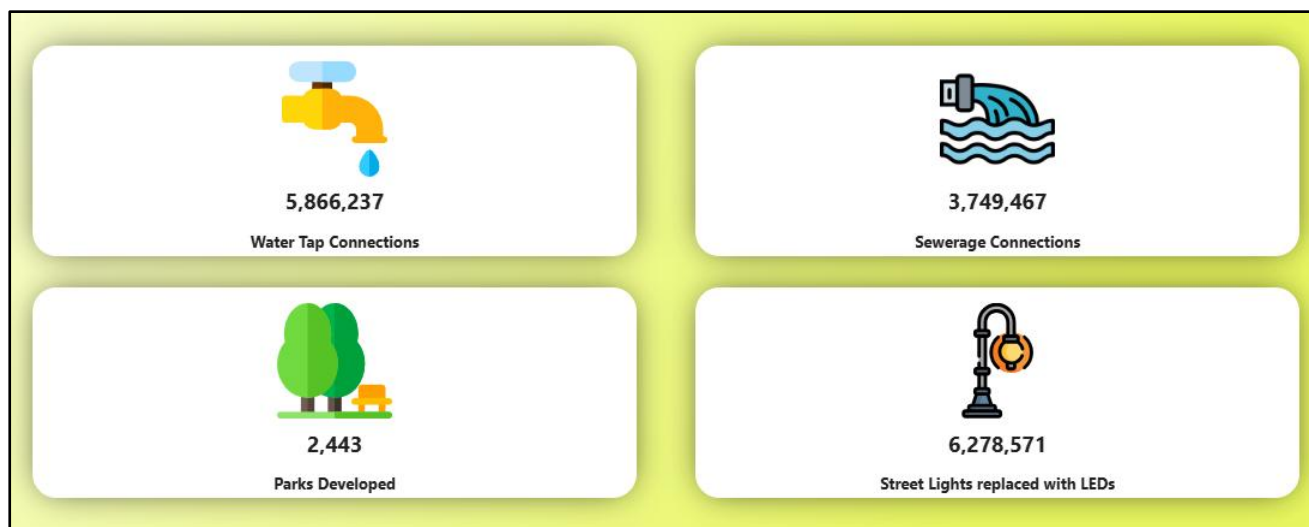 5,866,237
Water Tap Connections
3,749,467
Sewerage Connections
2,443
Parks Developed
6,278,571
Street Lights replaced with LEDs